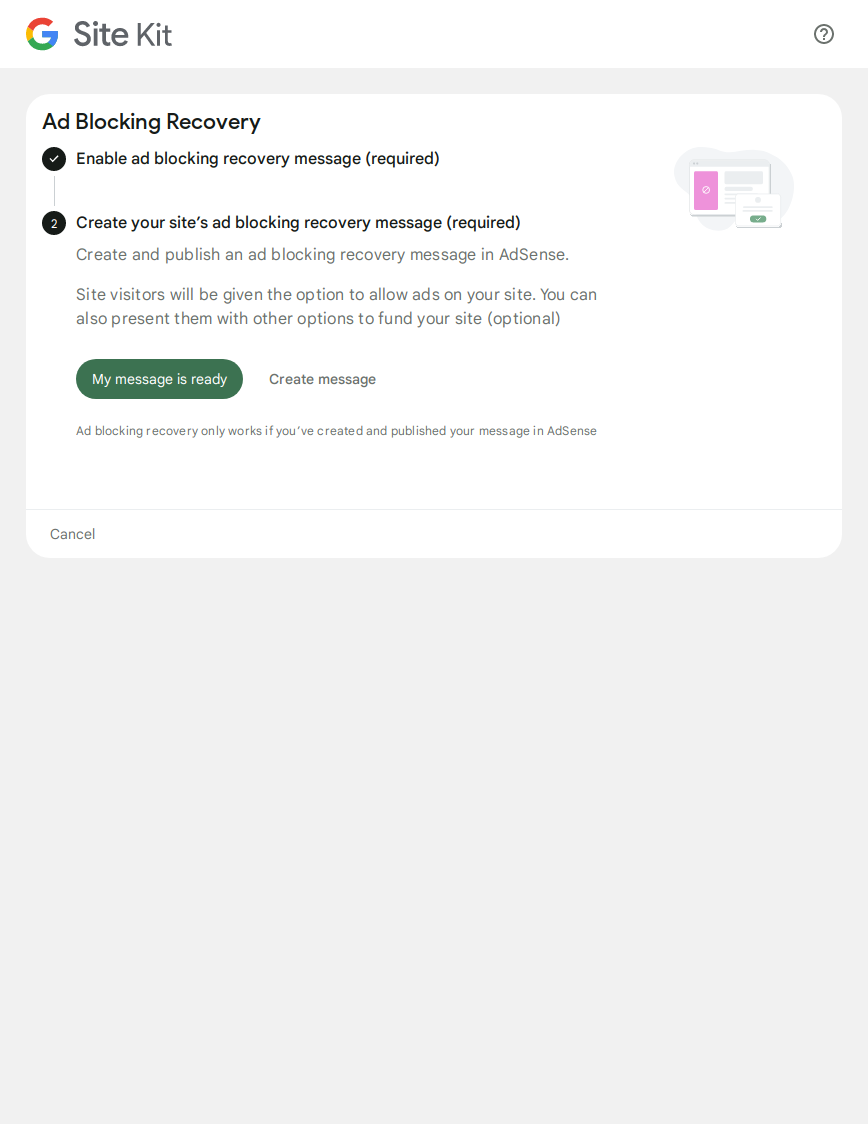 Site Kit
Ad Blocking Recovery
Enable ad blocking recovery message (required)
2
Create your site’s ad blocking recovery message (required)
Create and publish an ad blocking recovery message in AdSense.
Site visitors will be given the option to allow ads on your site. You can
also present them with other options to fund your site (optional)
My message is ready
Create message
Ad blocking recovery only works if you’ve created and published your message in AdSense
Cancel